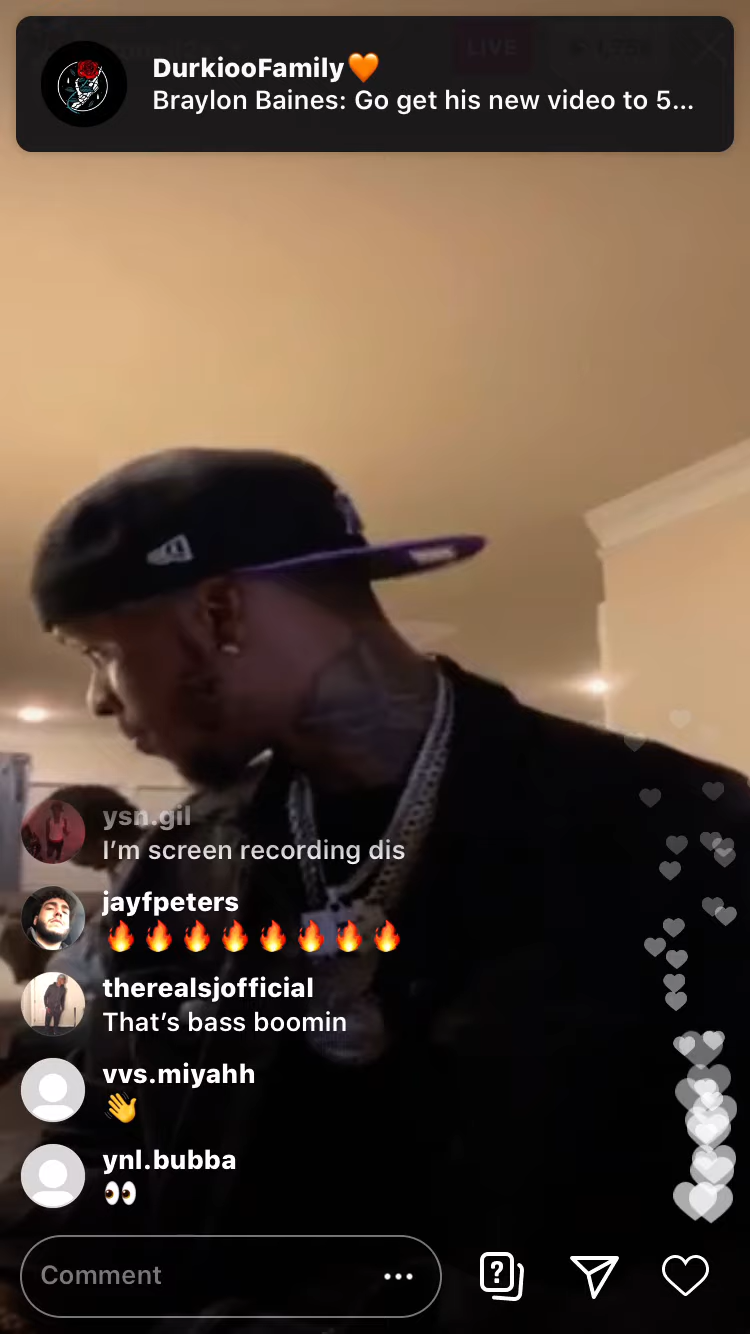 LIVE
DurkiooFamily🧡
Braylon Baines: Go get his new video to 5...
ysn.gil
I'm screen recording dis
jayfpeters
🔥🔥🔥🔥🔥🔥🔥🔥
therealsjofficial
That's bass boomin
vvs.miyahh
👋
ynl.bubba
👀
Comment